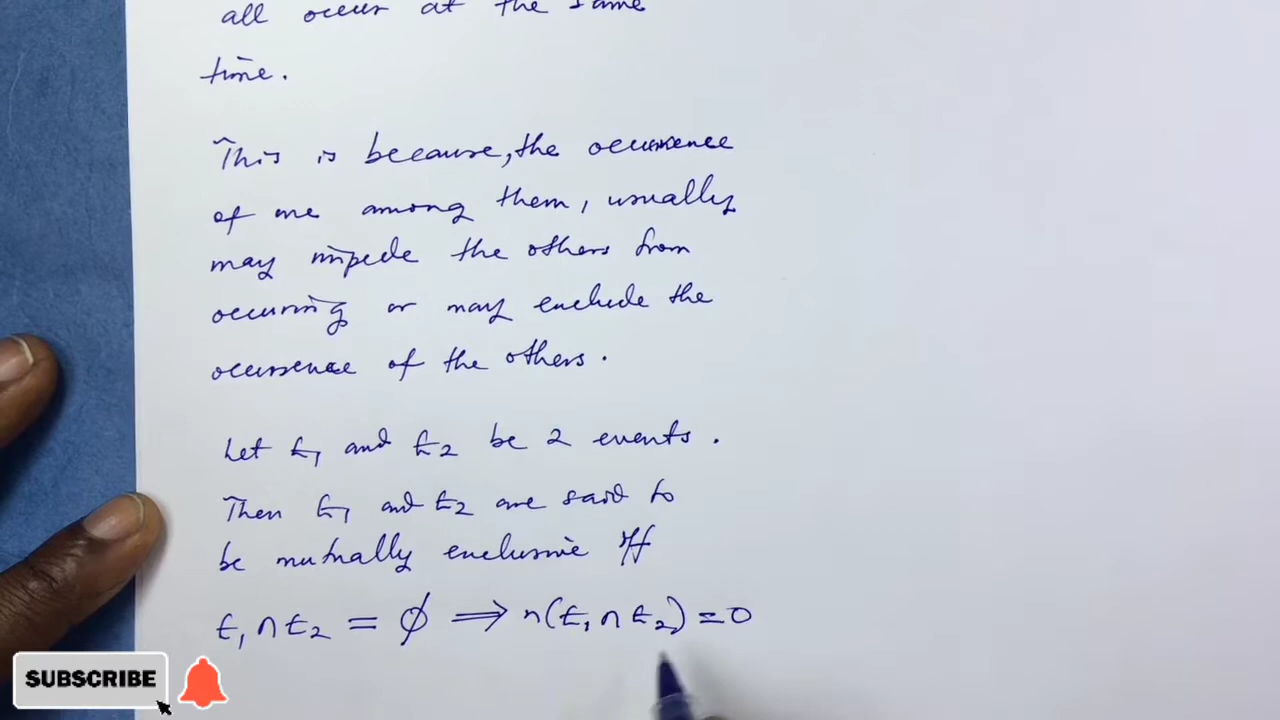 all occur at the same
time.
This is because, the occurrence
of one among them, usually
may impede the others from
occuring or may exclude the
occurrence of the others.
Let E₁ and E₂ be 2 events.
Then E₁ and E₂ are said to
be mutually exclusive iff
E₁ ∩ E₂ = ∅ ⟹ n(E₁ ∩ E₂) = 0
SUBSCRIBE